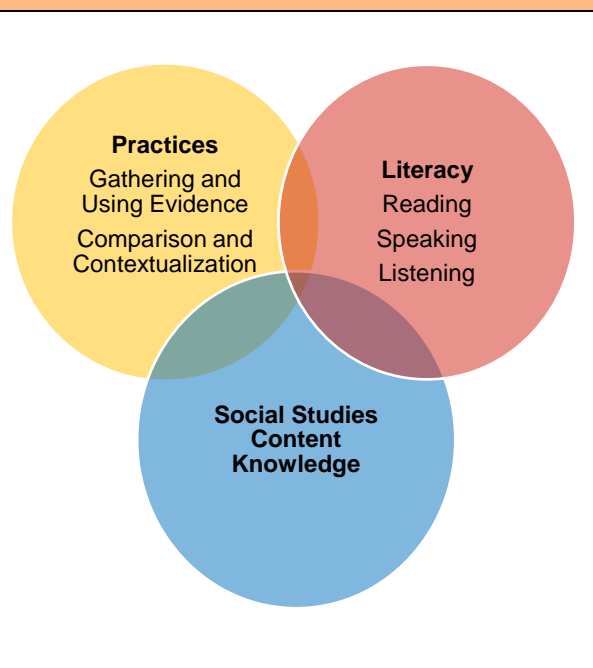 Practices
Gathering and
Using Evidence
Comparison and
Contextualization
Literacy
Reading
Speaking
Listening
Social Studies
Content
Knowledge